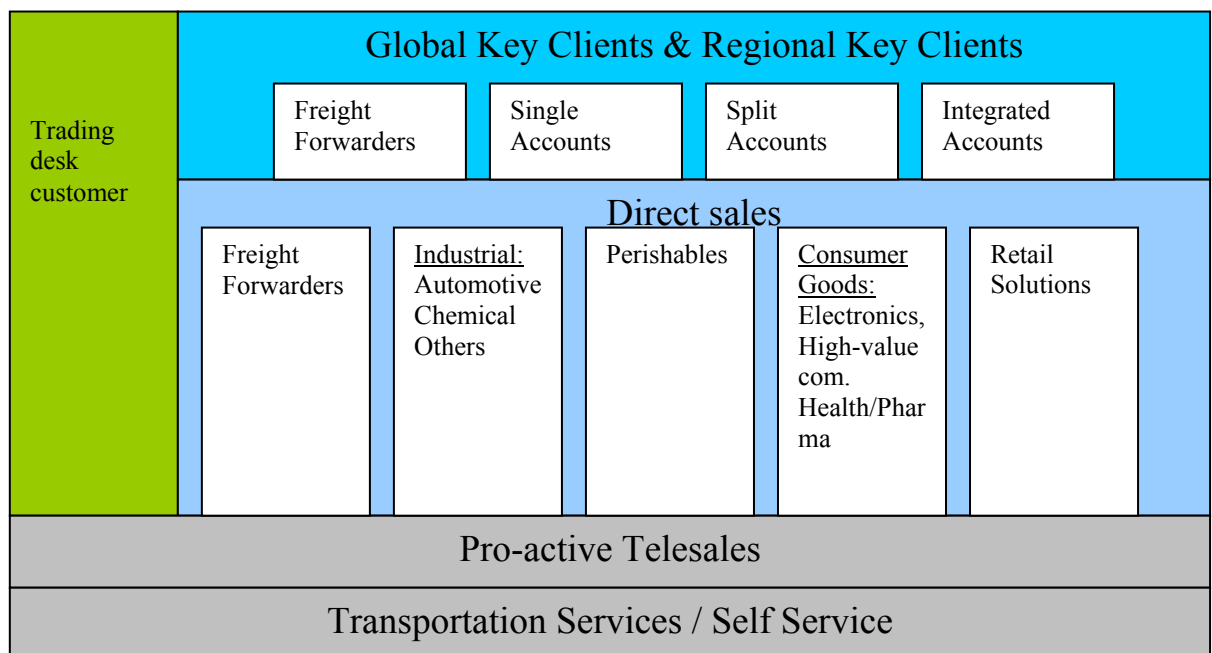 Global Key Clients & Regional Key Clients
Trading
desk
customer
Freight
Forwarders
Single
Accounts
Split
Accounts
Integrated
Accounts
Direct sales
Freight
Forwarders
Industrial:
Automotive
Chemical
Others
Perishables
Consumer
Goods:
Electronics,
High-value
com.
Health/Phar
ma
Retail
Solutions
Pro-active Telesales
Transportation Services / Self Service